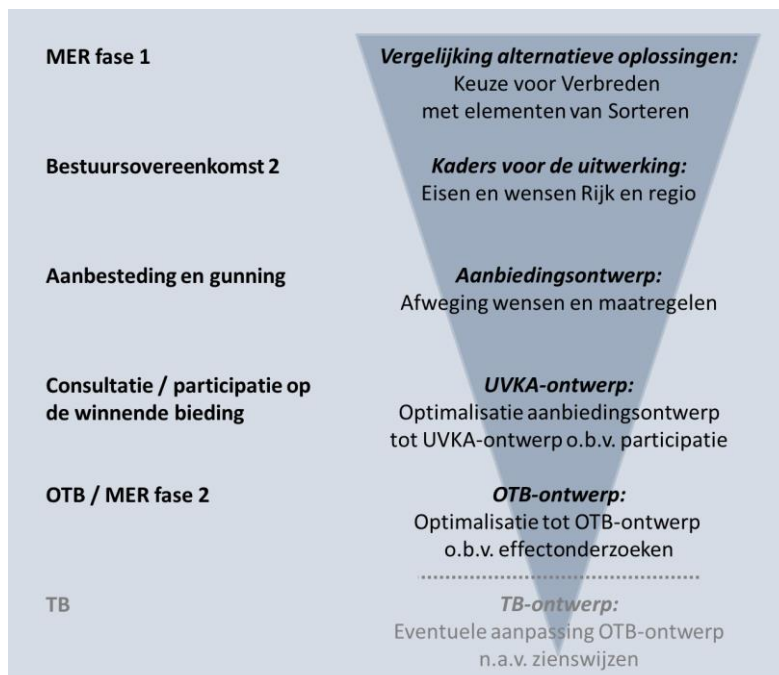 MER fase 1
Vergelijking alternatieve oplossingen:
Keuze voor Verbreden
met elementen van Sorteren
Bestuursovereenkomst 2
Kaders voor de uitwerking:
Eisen en wensen Rijk en regio
Aanbesteding en gunning
Aanbiedingsontwerp:
Afweging wensen en maatregelen
Consultatie / participatie op
de winnende bieding
UVKA-ontwerp:
Optimalisatie aanbiedingsontwerp
tot UVKA-ontwerp o.b.v. participatie
OTB / MER fase 2
OTB-ontwerp:
Optimalisatie tot OTB-ontwerp
o.b.v. effectonderzoeken
TB
TB-ontwerp:
Eventuele aanpassing OTB-ontwerp
n.a.v. zienswijzen